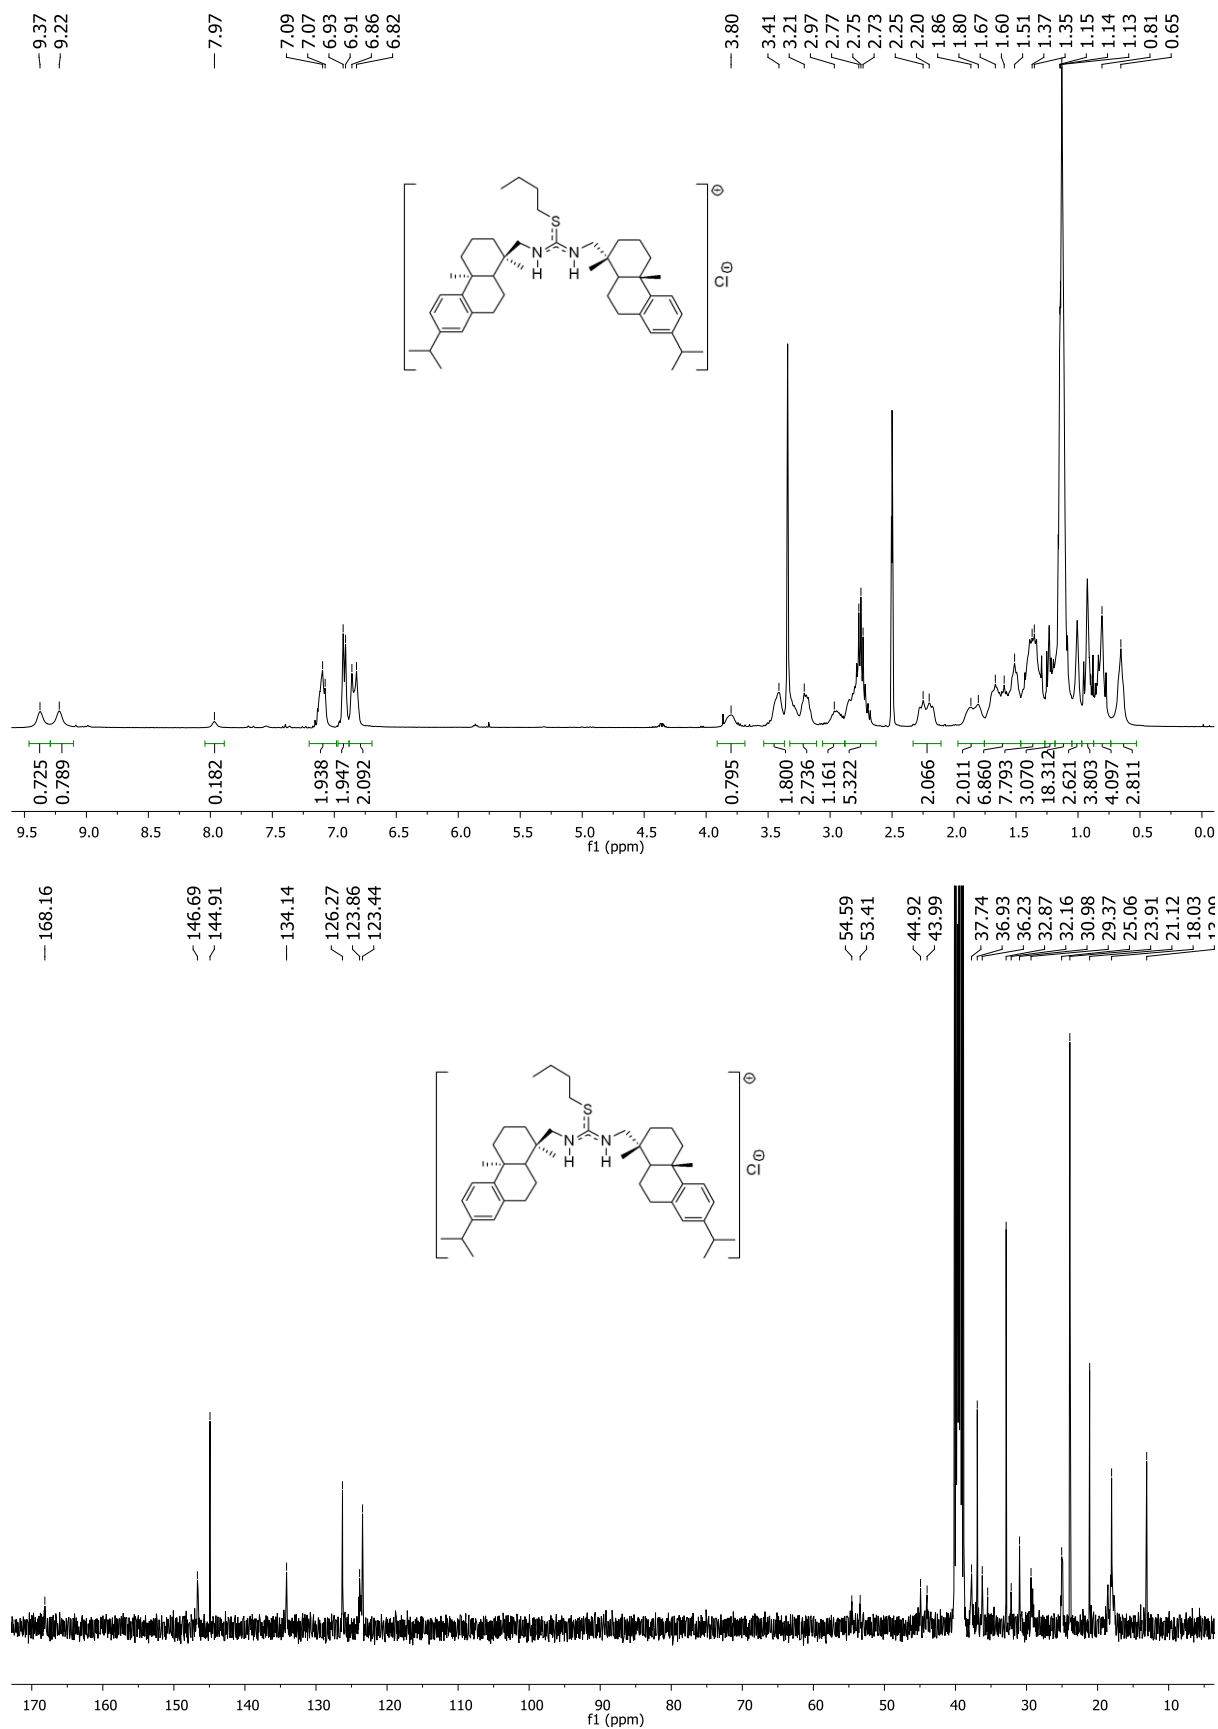 9.37 9.22 7.97 7.09 7.07 6.93 6.91 6.86 6.82 3.80 3.41 3.21 2.97 2.77 2.75 2.73 2.25 2.20 1.86 1.80 1.67 1.60 1.51 1.37 1.35 1.15 1.14 1.13 0.81 0.65
⊕
S
N N
H H
Cl⊖
0.725 0.789 0.182 1.938 1.947 2.092 0.795 1.800 2.736 1.161 5.322 2.066 2.011 6.860 7.793 3.070 18.312 2.621 3.803 4.097 2.811
9.5 9.0 8.5 8.0 7.5 7.0 6.5 6.0 5.5 5.0 4.5 4.0 3.5 3.0 2.5 2.0 1.5 1.0 0.5 0.0
f1 (ppm)
168.16 146.69 144.91 134.14 126.27 123.86 123.44 54.59 53.41 44.92 43.99 37.74 36.93 36.23 32.87 32.16 30.98 29.37 25.06 23.91 21.12 18.03
⊕
S
N N
H H
Cl⊖
170 160 150 140 130 120 110 100 90 80 70 60 50 40 30 20 10
f1 (ppm)